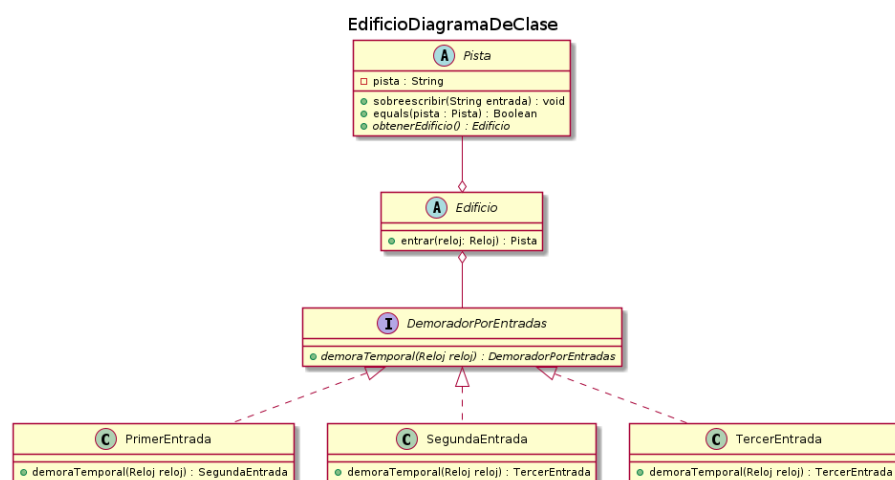 EdificioDiagramaDeClase
A Pista
pista : String
sobreescribir(String entrada) : void
equals(pista : Pista) : Boolean
obtenerEdificio() : Edificio
A Edificio
entrar(reloj: Reloj) : Pista
I DemoradorPorEntradas
demoraTemporal(Reloj reloj) : DemoradorPorEntradas
C PrimerEntrada
demoraTemporal(Reloj reloj) : SegundaEntrada
C SegundaEntrada
demoraTemporal(Reloj reloj) : TercerEntrada
C TercerEntrada
demoraTemporal(Reloj reloj) : TercerEntrada